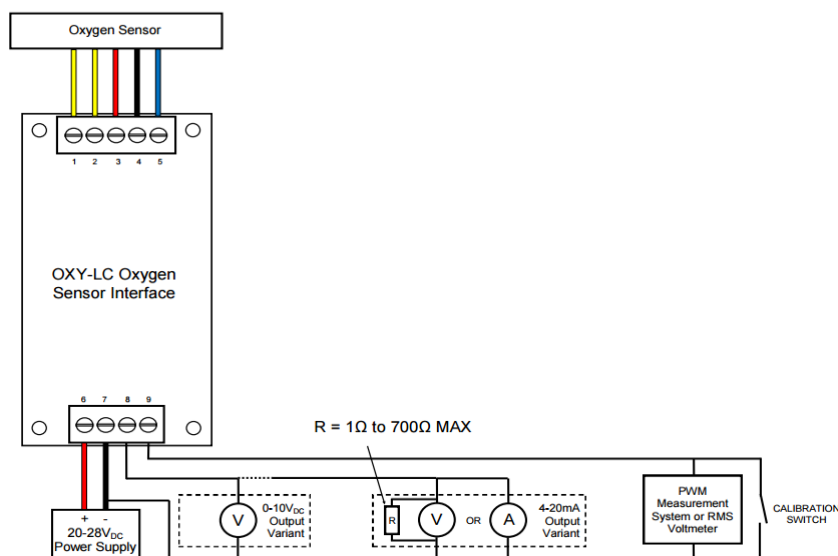 Oxygen Sensor
1 2 3 4 5
OXY-LC Oxygen
Sensor Interface
6 7 8 9
R = 1Ω to 700Ω MAX
+ -
20-28VDC
Power Supply
V
0-10VDC
Output
Variant
R
V
OR
A
4-20mA
Output
Variant
PWM
Measurement
System or RMS
Voltmeter
CALIBRATION
SWITCH